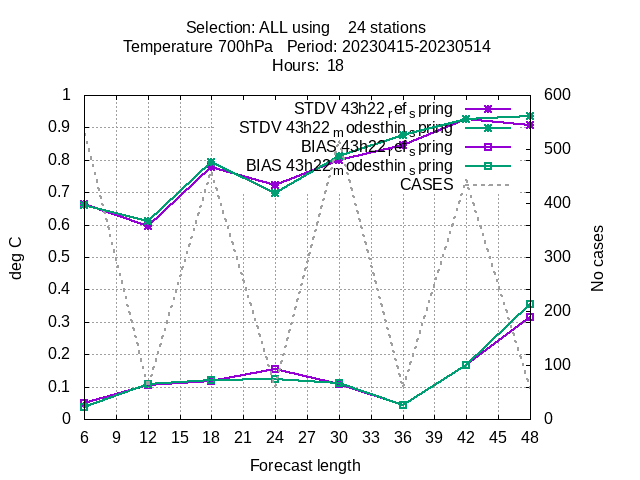 Selection: ALL using 24 stations
Temperature 700hPa Period: 20230415-20230514
Hours: 18
1
0.9
0.8
0.7
0.6
0.5
0.4
0.3
0.2
0.1
0
deg C
STDV 43h22_ref_spring
STDV 43h22_modesthin_spring
BIAS 43h22_ref_spring
BIAS 43h22_modesthin_spring
CASES
600
500
400
300
200
100
0
No cases
6 9 12 15 18 21 24 27 30 33 36 39 42 45 48
Forecast length